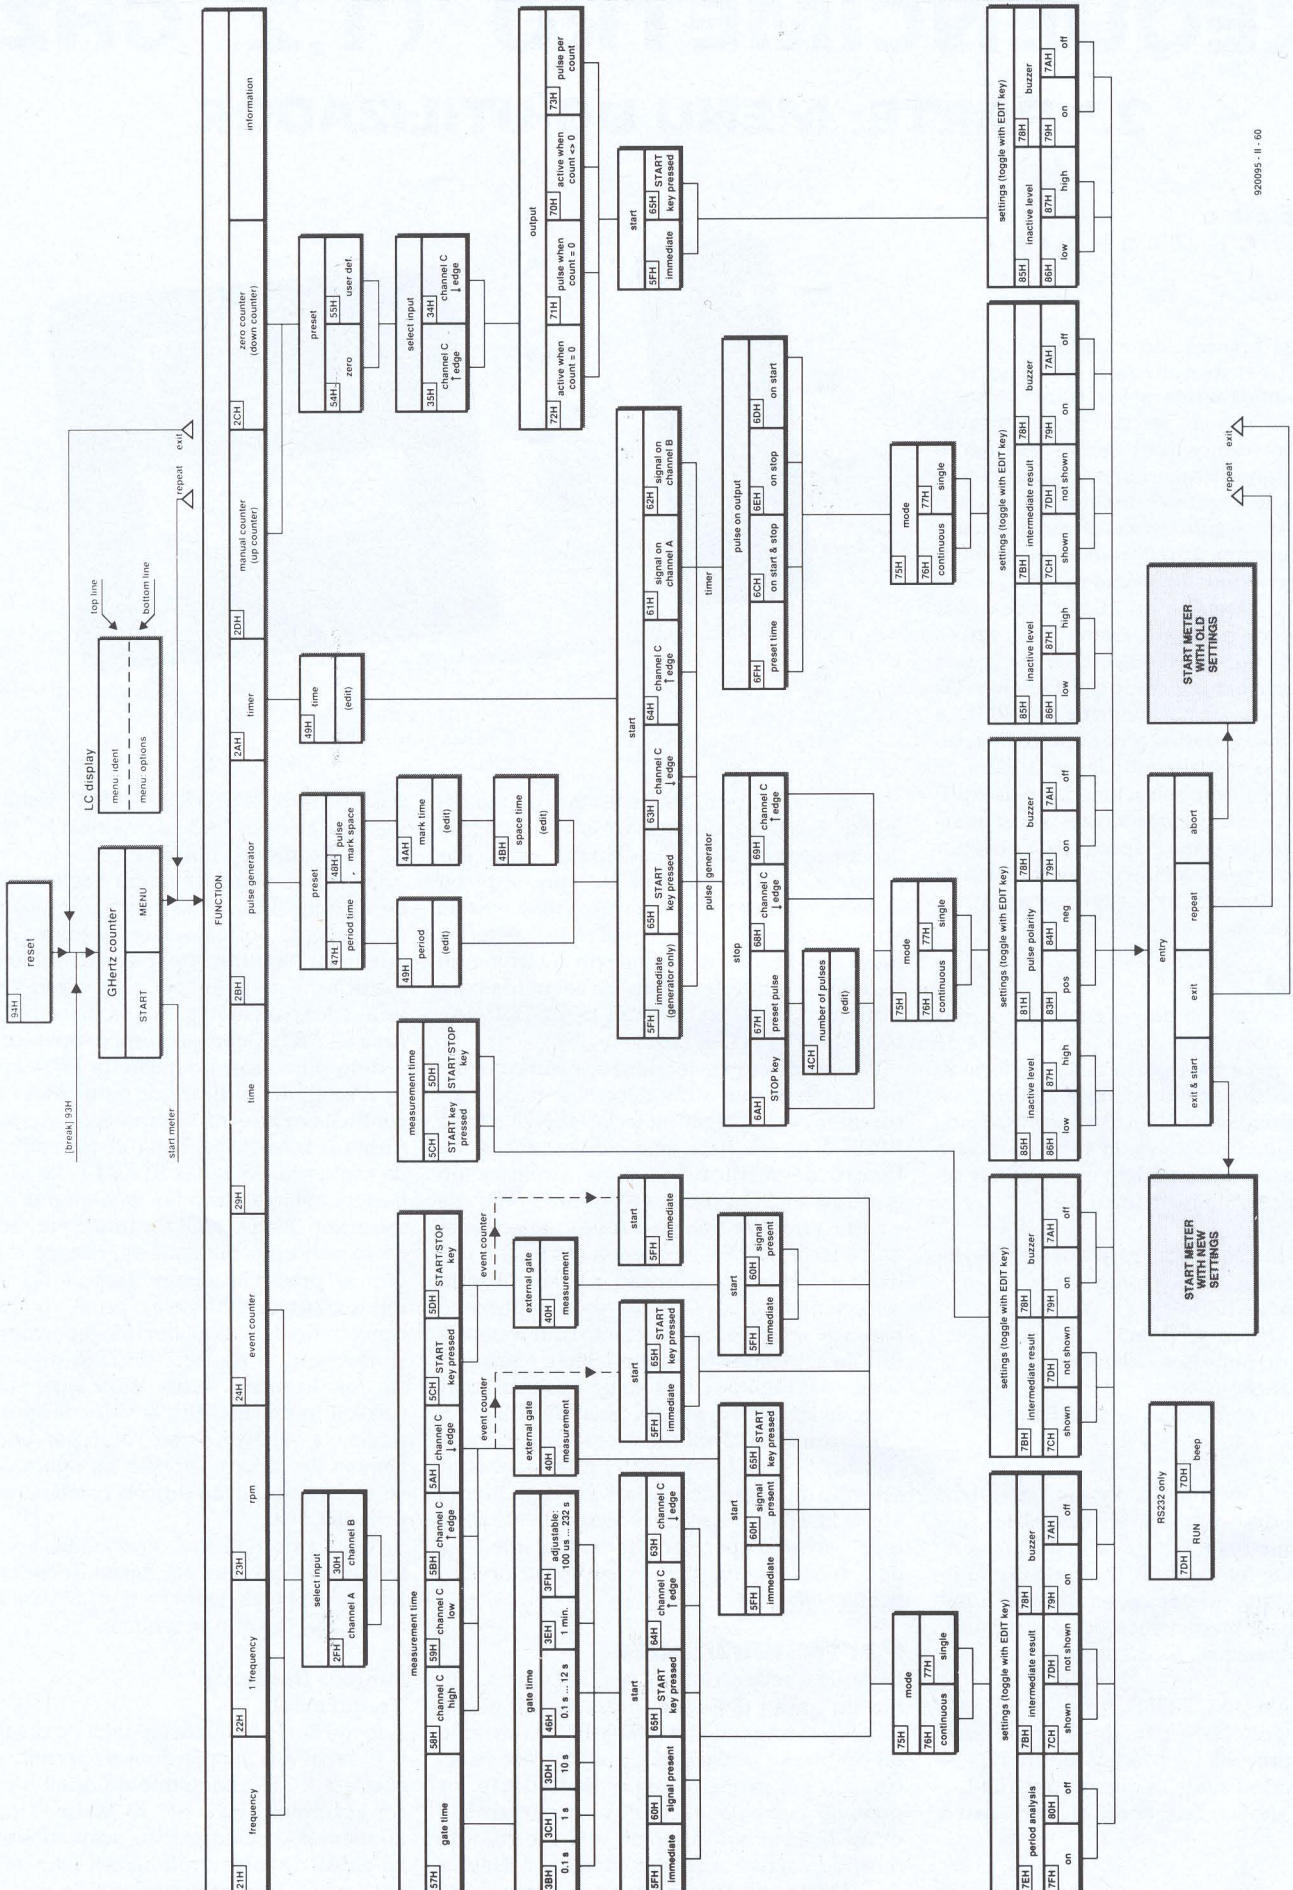 94H
reset
[break] 93H
GHertz counter
START
MENU
start meter
LC display
menu: ident
menu: options
top line
bottom line
repeat
exit
FUNCTION
21H
frequency
22H
1 frequency
23H
rpm
24H
event counter
29H
time
2BH
pulse generator
2AH
timer
2DH
manual counter
(up counter)
2CH
zero counter
(down counter)
information
select input
2FH
channel A
30H
channel B
measurement time
57H
gate time
58H
channel C
high
59H
channel C
low
5BH
channel C
↑ edge
5AH
channel C
↓ edge
5CH
START
key pressed
5DH
START/STOP
key
measurement time
5CH
START key
pressed
5DH
START/STOP
key
preset
47H
period time
48H
pulse
mark space
49H
period
(edit)
4AH
mark time
(edit)
4BH
space time
(edit)
49H
time
(edit)
preset
54H
zero
55H
user def.
select input
35H
channel C
↑ edge
34H
channel C
↓ edge
gate time
3BH
0.1 s
3CH
1 s
3DH
10 s
46H
0.1 s ... 12 s
3EH
1 min.
3FH
adjustable:
100 us ... 232 s
event counter
external gate
40H
measurement
event counter
external gate
40H
measurement
output
72H
active when
count = 0
71H
pulse when
count = 0
70H
active when
count <> 0
73H
pulse per
count
start
5FH
immediate
60H
signal present
65H
START
key pressed
64H
channel C
↑ edge
63H
channel C
↓ edge
start
5FH
immediate
65H
START
key pressed
start
5FH
immediate
start
5FH
immediate
(generator only)
65H
START
key pressed
63H
channel C
↓ edge
64H
channel C
↑ edge
61H
signal on
channel A
62H
signal on
channel B
start
5FH
immediate
65H
START
key pressed
pulse generator
timer
start
5FH
immediate
60H
signal
present
65H
START
key pressed
start
5FH
immediate
60H
signal
present
stop
6AH
STOP key
67H
preset pulse
68H
channel C
↓ edge
69H
channel C
↑ edge
4CH
number of pulses
(edit)
pulse on output
6FH
preset time
6CH
on start & stop
6EH
on stop
6DH
on start
75H
mode
76H
continuous
77H
single
75H
mode
76H
continuous
77H
single
75H
mode
76H
continuous
77H
single
settings (toggle with EDIT key)
7EH
period analysis
7BH
intermediate result
78H
buzzer
7FH
on
80H
off
7CH
shown
7DH
not shown
79H
on
7AH
off
settings (toggle with EDIT key)
7BH
intermediate result
78H
buzzer
7CH
shown
7DH
not shown
79H
on
7AH
off
settings (toggle with EDIT key)
85H
inactive level
81H
pulse polarity
78H
buzzer
86H
low
87H
high
83H
pos
84H
neg
79H
on
7AH
off
settings (toggle with EDIT key)
85H
inactive level
7BH
intermediate result
78H
buzzer
86H
low
87H
high
7CH
shown
7DH
not shown
79H
on
7AH
off
settings (toggle with EDIT key)
85H
inactive level
78H
buzzer
86H
low
87H
high
79H
on
7AH
off
RS232 only
7DH
RUN
7DH
beep
START METER
WITH NEW
SETTINGS
entry
exit & start
exit
repeat
abort
START METER
WITH OLD
SETTINGS
repeat
exit
920095 - II - 60